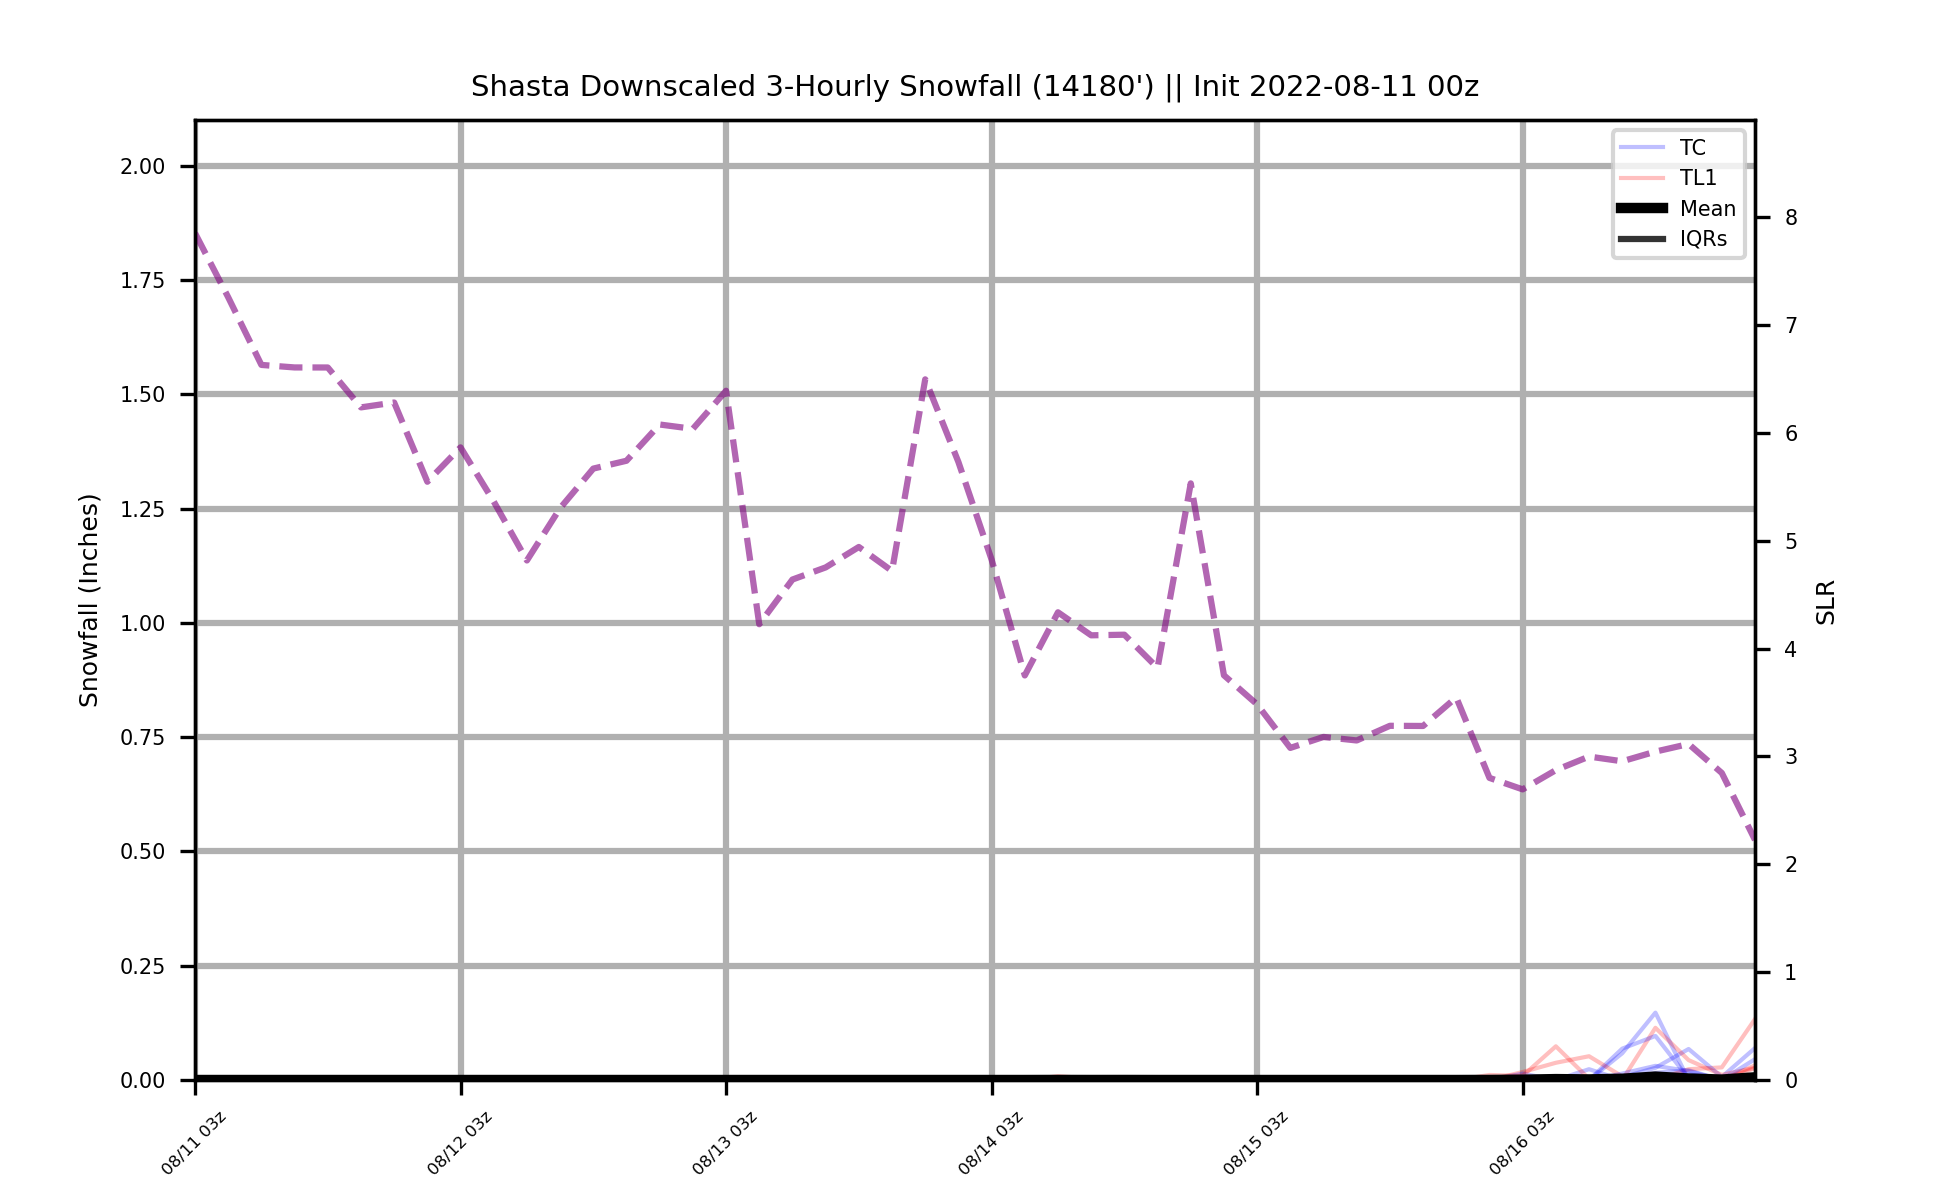 Shasta Downscaled 3-Hourly Snowfall (14180') || Init 2022-08-11 00z
TC
TL1
Mean
IQRs
2.00
1.75
1.50
1.25
1.00
0.75
0.50
0.25
0.00
Snowfall (Inches)
8
7
6
5
4
3
2
1
0
SLR
08/11 03z
08/12 03z
08/13 03z
08/14 03z
08/15 03z
08/16 03z